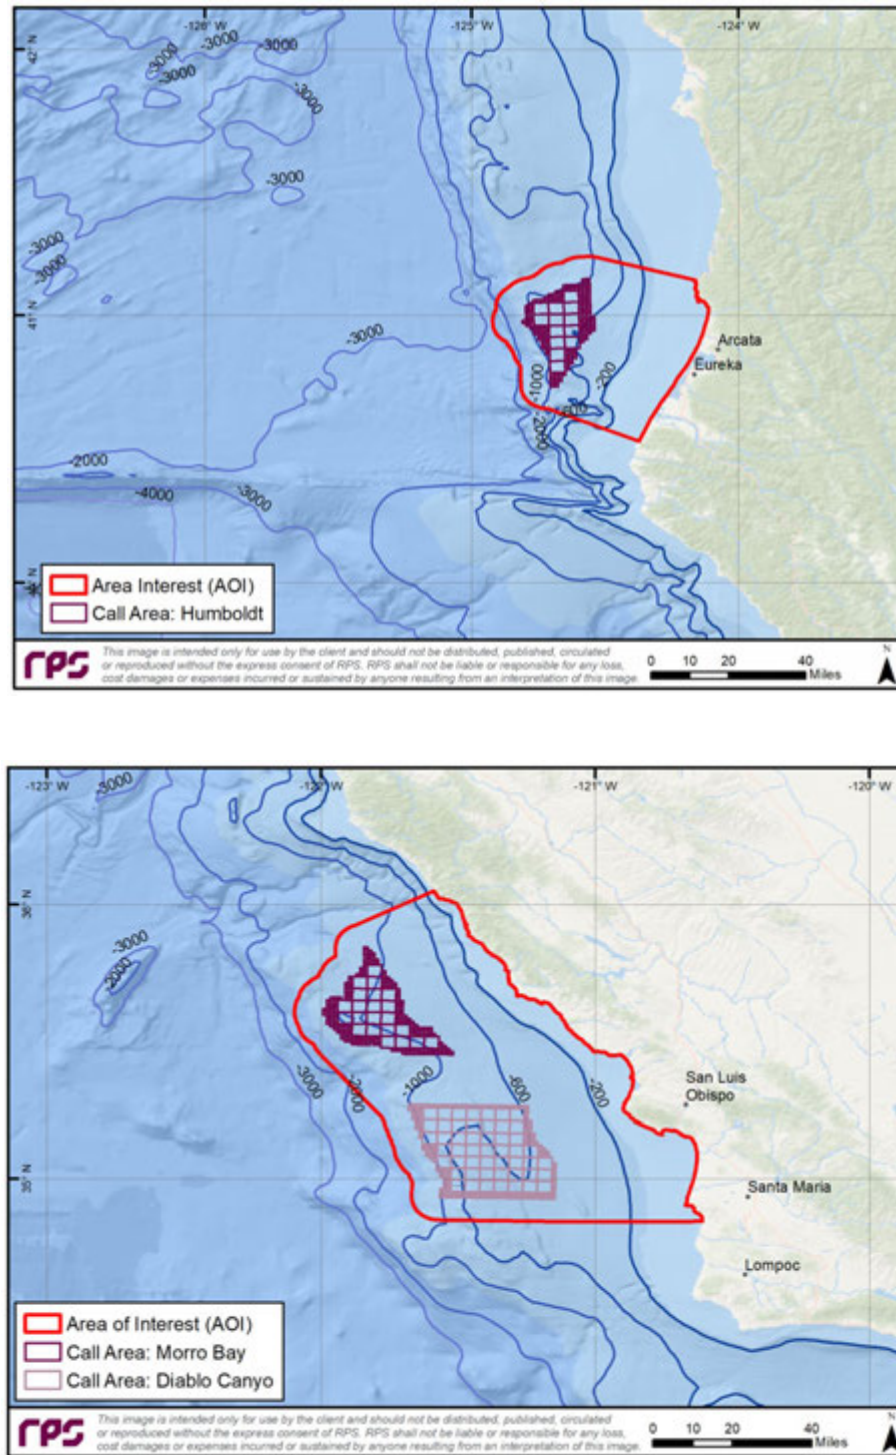 -126° W
-125° W
-124° W
42° N
-3000
-3000
-3000
-3000
-3000
-3000
-3000
-3000
41° N
-3000
Arcata
Eureka
-1000
-200
-2000
-2000
-4000
-3000
Area Interest (AOI)
Call Area: Humboldt
rps
This image is intended only for use by the client and should not be distributed, published, circulated
or reproduced without the express consent of RPS. RPS shall not be liable or responsible for any loss,
cost damages or expenses incurred or sustained by anyone resulting from an interpretation of this image.
0 10 20 40
Miles
N
-123° W
-121° W
-120° W
-3000
36° N
-3000
-2000
-3000
-2000
-1000
-600
-200
San Luis
Obispo
35° N
Santa Maria
Lompoc
Area of Interest (AOI)
Call Area: Morro Bay
Call Area: Diablo Canyo
rps
This image is intended only for use by the client and should not be distributed, published, circulated
or reproduced without the express consent of RPS. RPS shall not be liable or responsible for any loss,
cost damages or expenses incurred or sustained by anyone resulting from an interpretation of this image.
0 10 20 40
Miles
N